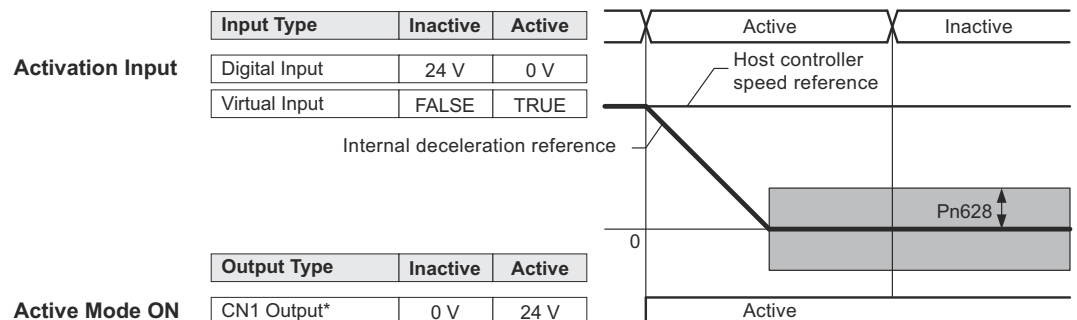 Input Type Inactive Active
Active Inactive
Activation Input Digital Input 24 V 0 V
Host controller
speed reference
Virtual Input FALSE TRUE
Internal deceleration reference
Pn628
0
Output Type Inactive Active
Active Mode ON CN1 Output* 0 V 24 V
Active